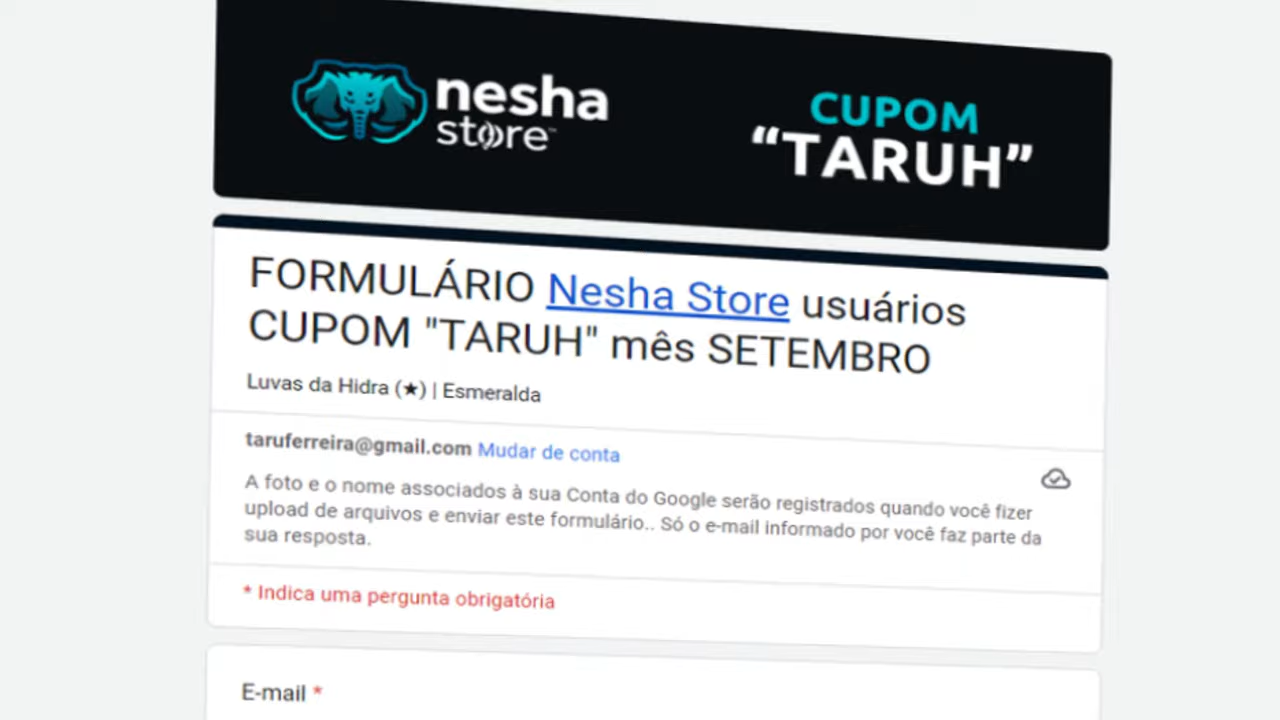 nesha
store™
CUPOM
“TARUH”
FORMULÁRIO Nesha Store usuários
CUPOM "TARUH" mês SETEMBRO
Luvas da Hidra (★) | Esmeralda
taruferreira@gmail.com Mudar de conta
A foto e o nome associados à sua Conta do Google serão registrados quando você fizer
upload de arquivos e enviar este formulário.. Só o e-mail informado por você faz parte da
sua resposta.
* Indica uma pergunta obrigatória
E-mail *